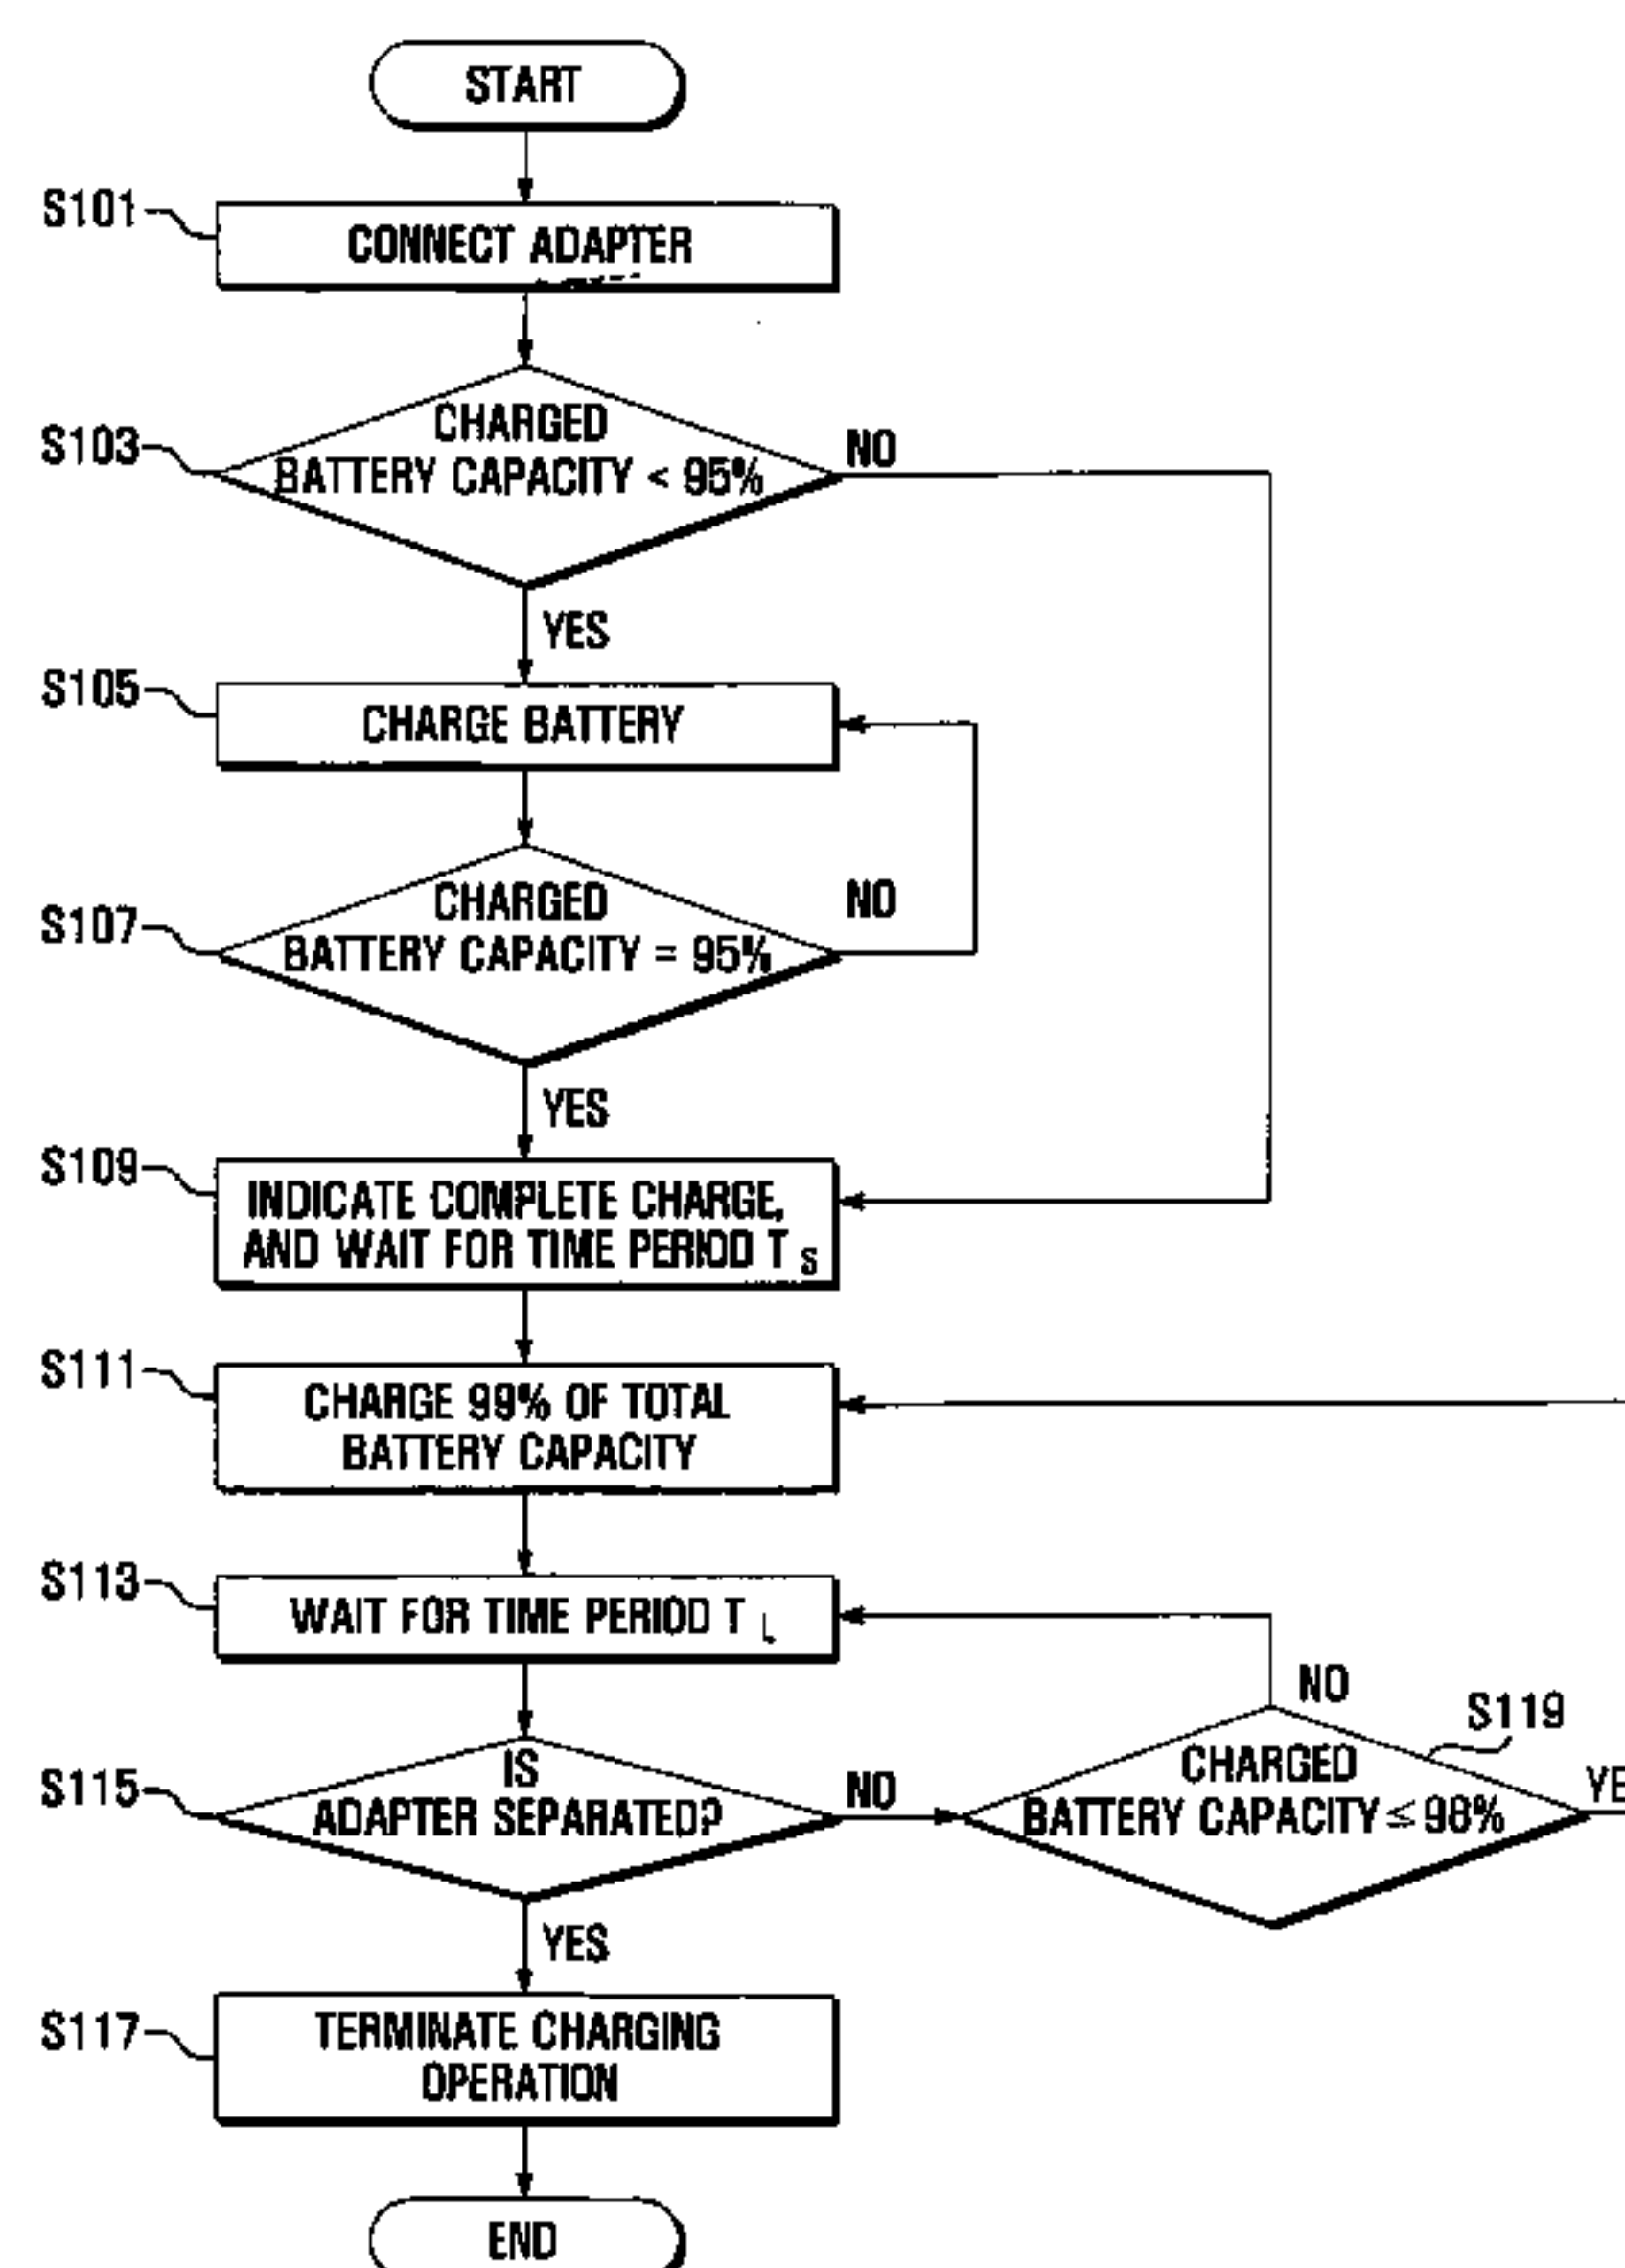 START
S101
CONNECT ADAPTER
S103
CHARGED
BATTERY CAPACITY < 95%
NO
YES
S105
CHARGE BATTERY
S107
CHARGED
BATTERY CAPACITY = 95%
NO
YES
S109
INDICATE COMPLETE CHARGE,
AND WAIT FOR TIME PERIOD T S
S111
CHARGE 99% OF TOTAL
BATTERY CAPACITY
S113
WAIT FOR TIME PERIOD T L
S115
IS
ADAPTER SEPARATED?
NO
S119
CHARGED
BATTERY CAPACITY ≤ 98%
NO
YE
YES
S117
TERMINATE CHARGING
OPERATION
END